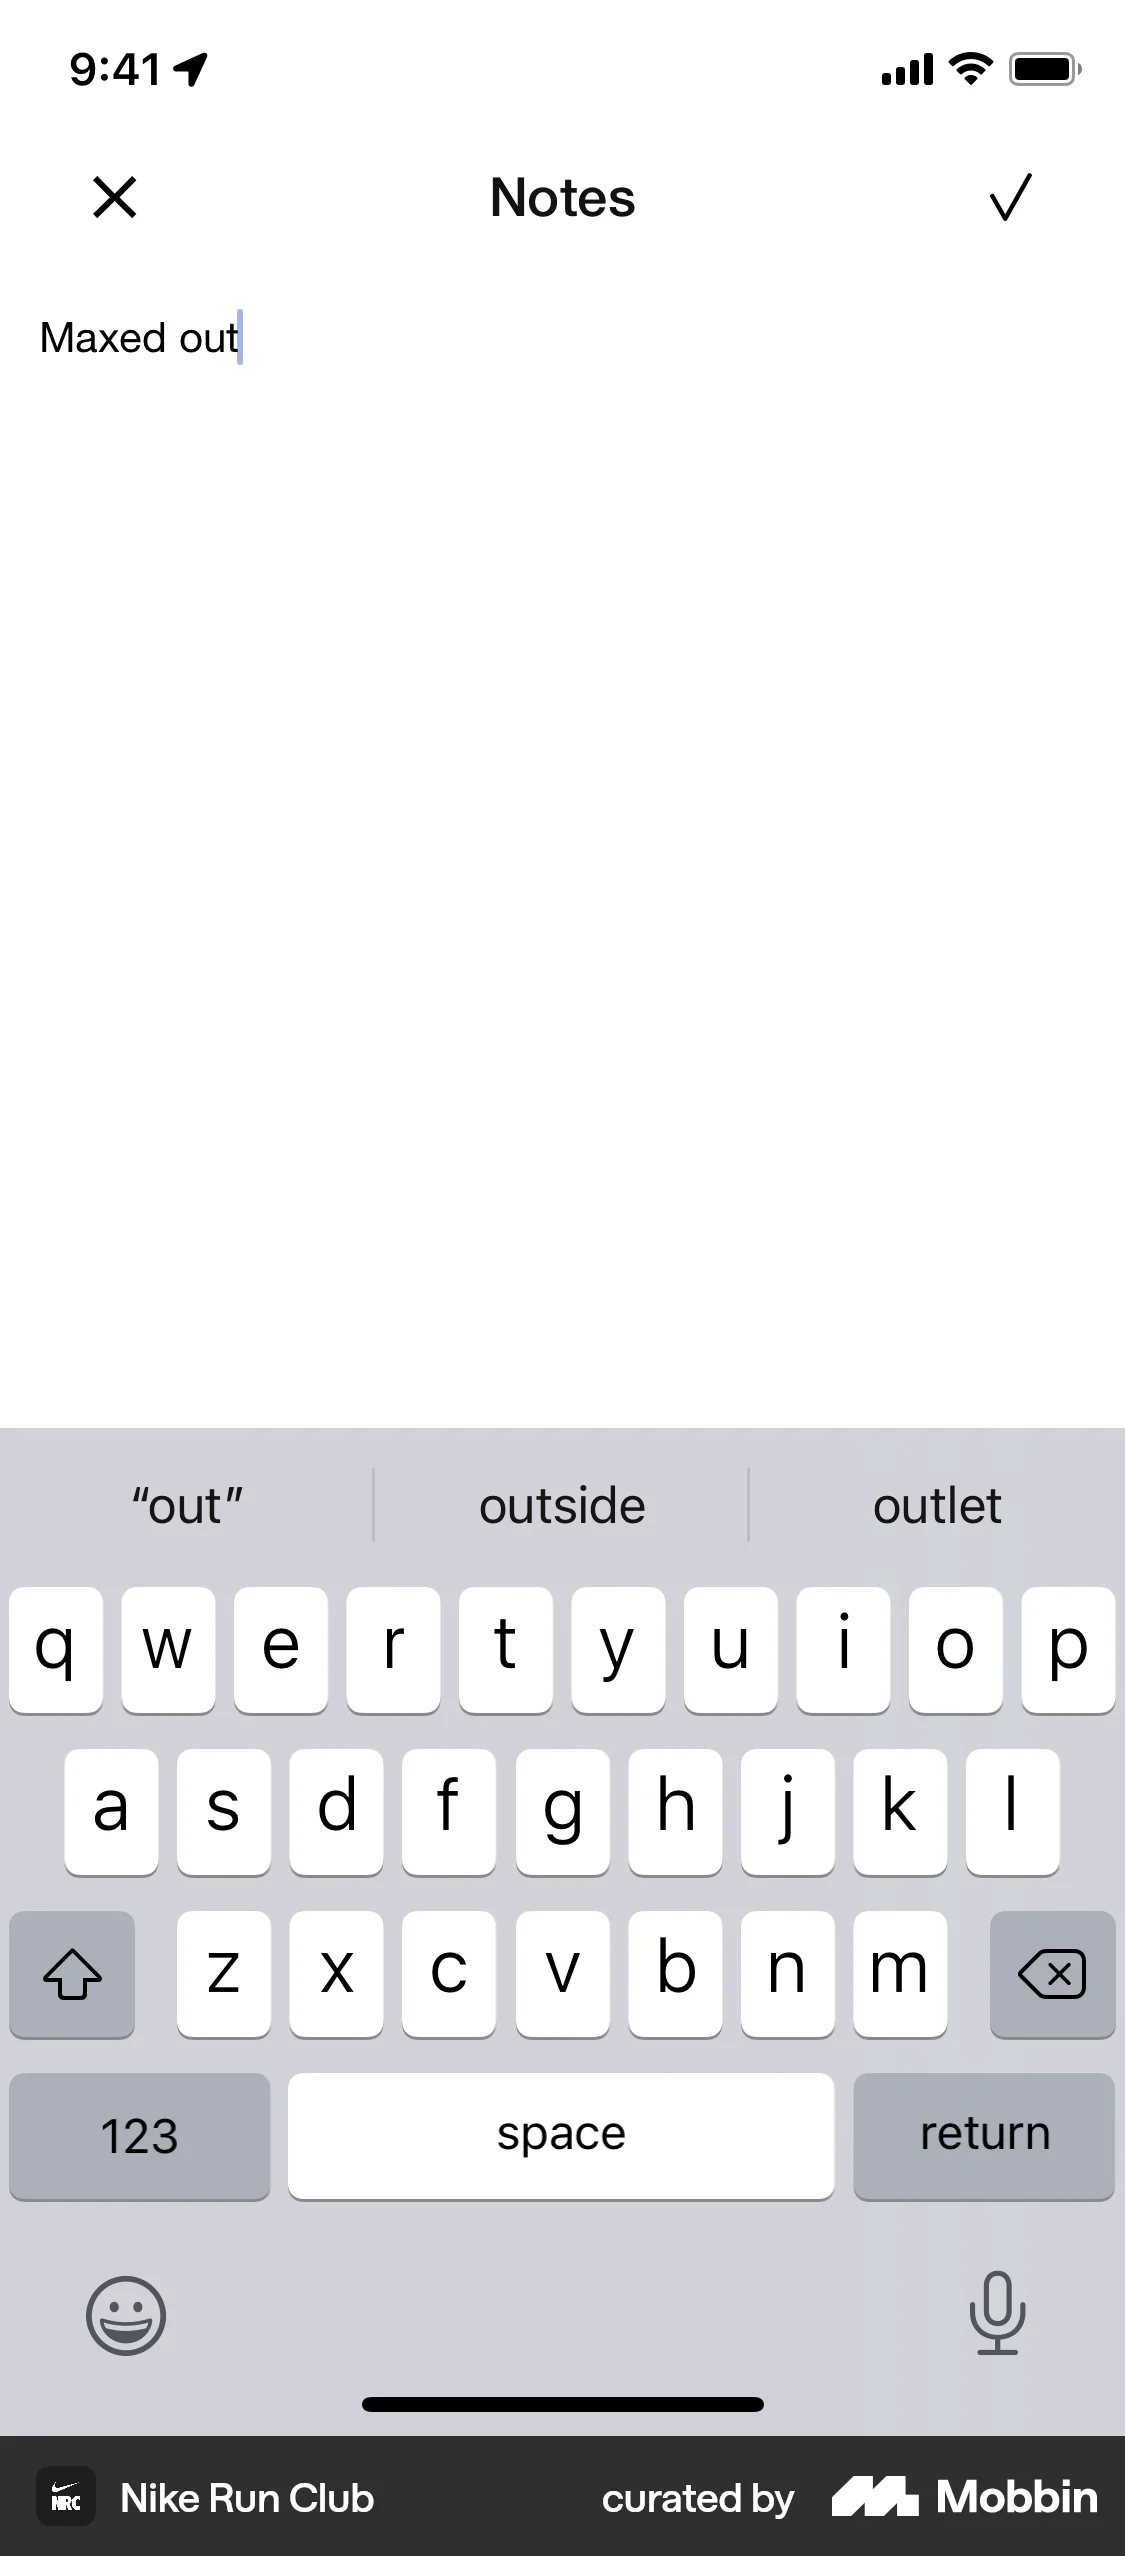 9:41
Notes
Maxed out
“out” outside outlet
q w e r t y u i o p
a s d f g h j k l
z x c v b n m
123 space return
NRC Nike Run Club curated by Mobbin